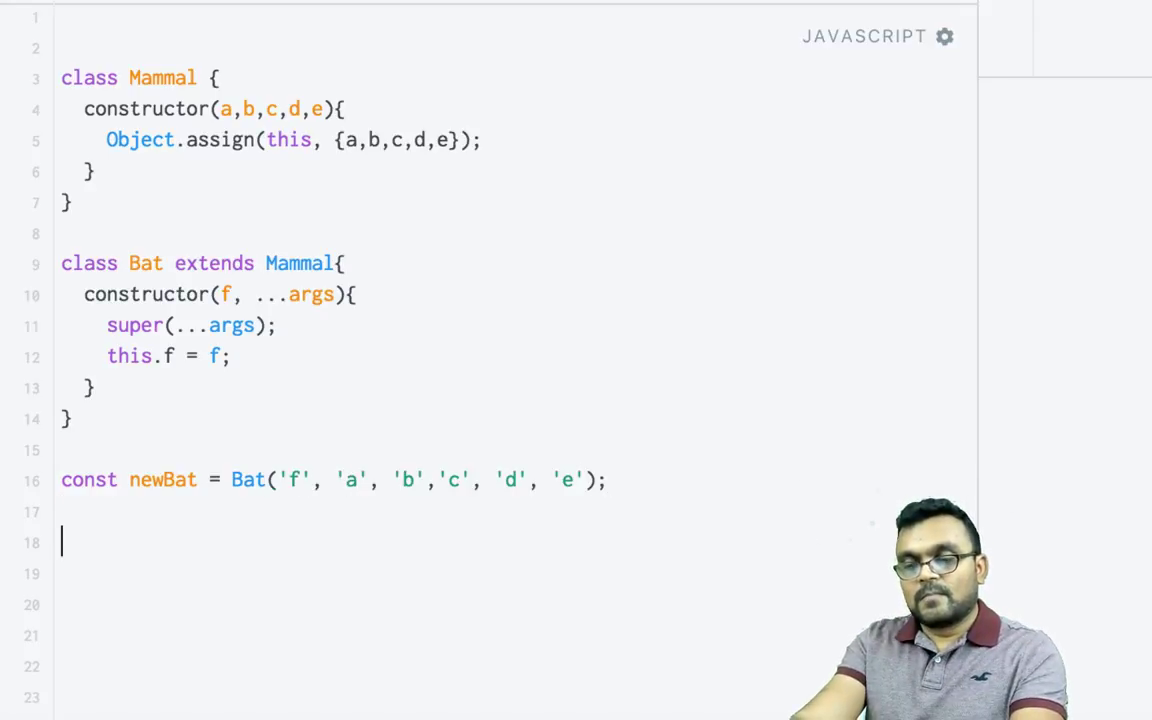 1
2
JAVASCRIPT
3 class Mammal {
4 constructor(a,b,c,d,e){
5 Object.assign(this, {a,b,c,d,e});
6 }
7 }
8
9 class Bat extends Mammal{
10 constructor(f, ...args){
11 super(...args);
12 this.f = f;
13 }
14 }
15
16 const newBat = Bat('f', 'a', 'b','c', 'd', 'e');
17
18
19
20
21
22
23